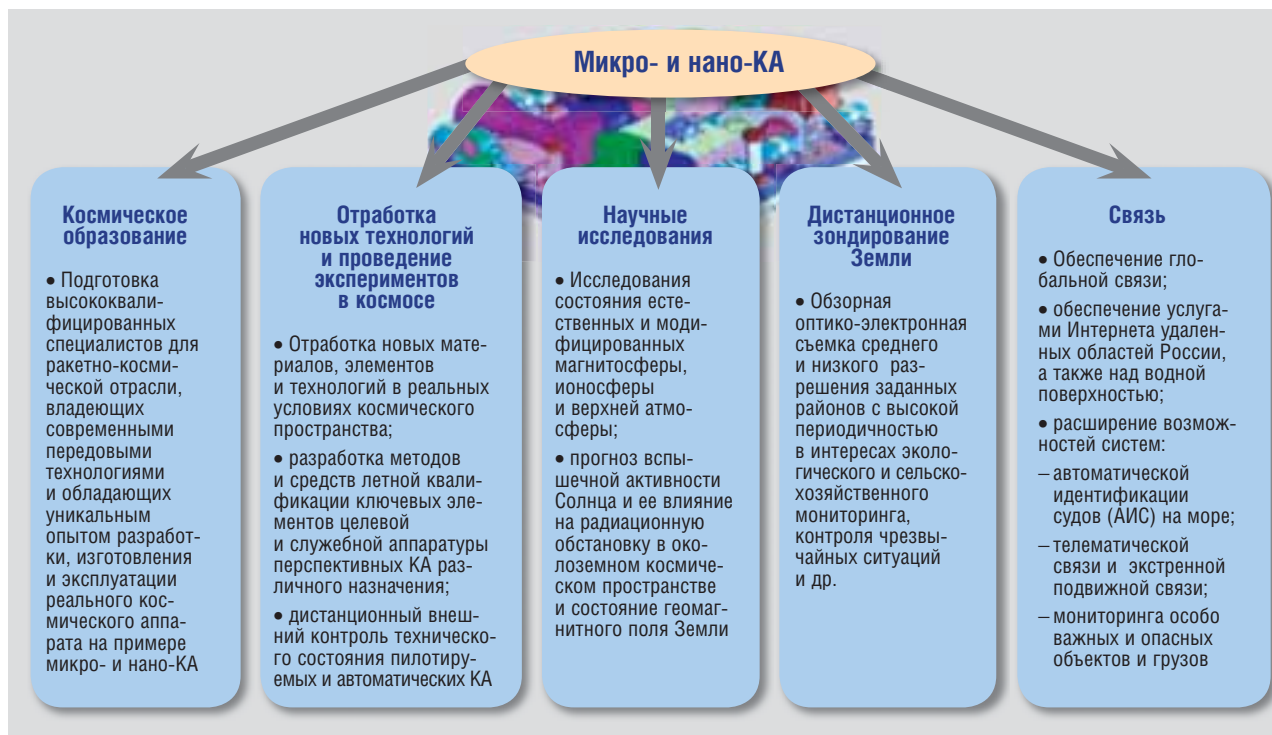 Микро- и нано-КА
Космическое
образование
• Подготовка
высококвали-
фицированных
специалистов для
ракетно-косми-
ческой отрасли,
владеющих
современными
передовыми
технологиями
и обладающих
уникальным
опытом разработ-
ки, изготовления
и эксплуатации
реального кос-
мического аппа-
рата на примере
микро- и нано-КА
Отработка
новых технологий
и проведение
экспериментов
в космосе
• Отработка новых мате-
риалов, элементов
и технологий в реальных
условиях космического
пространства;
• разработка методов
и средств летной квали-
фикации ключевых эле-
ментов целевой
и служебной аппаратуры
перспективных КА раз-
личного назначения;
• дистанционный внеш-
ний контроль техническо-
го состояния пилотиру-
емых и автоматических КА
Научные
исследования
• Исследования
состояния есте-
ственных и моди-
фицированных
магнитосферы,
ионосферы
и верхней атмо-
сферы;
• прогноз вспы-
шечной активности
Солнца и ее влияние
на радиационную
обстановку в око-
лоземном космиче-
ском пространстве
и состояние геомаг-
нитного поля Земли
Дистанционное
зондирование
Земли
• Обзорная
оптико-электронная
съемка среднего
и низкого разре-
шения заданных
районов с высокой
периодичностью
в интересах эколо-
гического и сельско-
хозяйственного
мониторинга,
контроля чрезвы-
чайных ситуаций
и др.
Связь
• Обеспечение гло-
бальной связи;
• обеспечение услуга-
ми Интернета удален-
ных областей России,
а также над водной
поверхностью;
• расширение возмож-
ностей систем:
– автоматической
идентификации
судов (АИС) на море;
– телематической
связи и экстренной
подвижной связи;
– мониторинга особо
важных и опасных
объектов и грузов